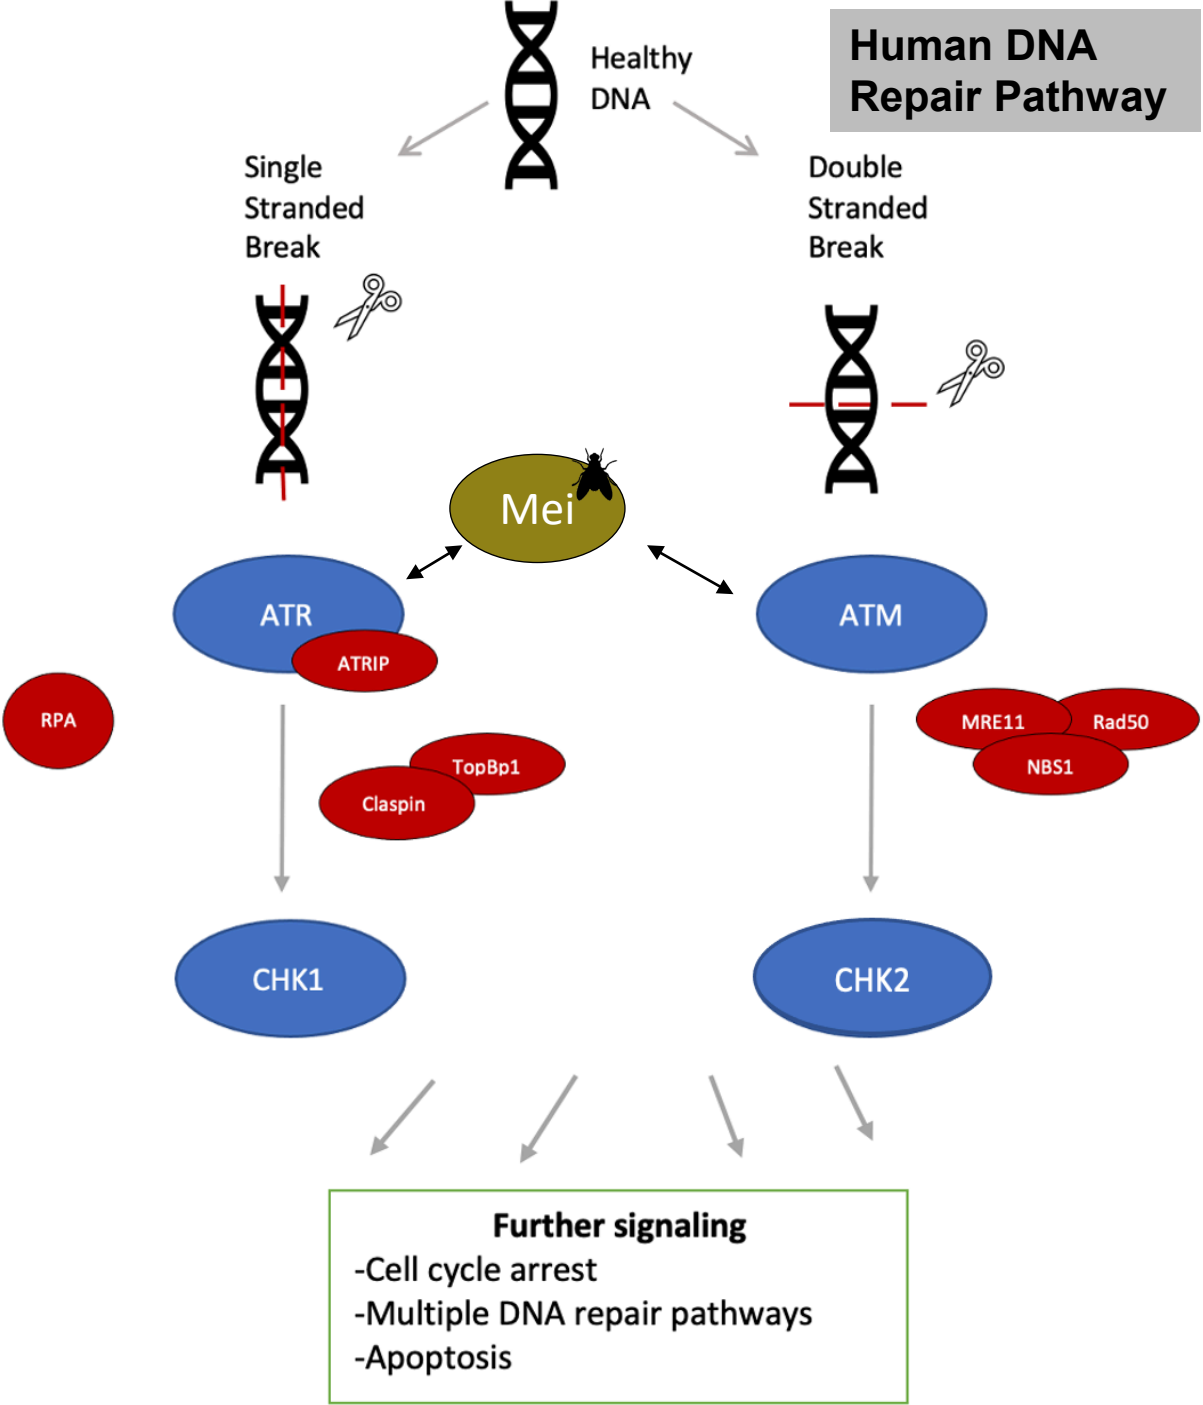 Human DNA
Repair Pathway
Healthy
DNA
Single
Stranded
Break
Double
Stranded
Break
Mei
ATR
ATRIP
ATM
RPA
MRE11
Rad50
NBS1
TopBp1
Claspin
CHK1
CHK2
Further signaling
-Cell cycle arrest
-Multiple DNA repair pathways
-Apoptosis